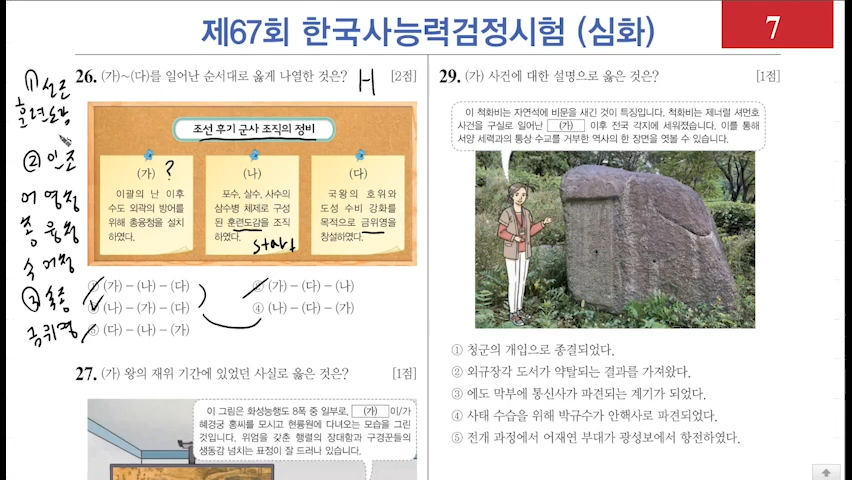 제67회 한국사능력검정시험 (심화)
7
26. (가)~(다)를 일어난 순서대로 옳게 나열한 것은? [2점]
H
조선 후기 군사 조직의 정비
(가) ?
이괄의 난 이후
수도 외곽의 방어를
위해 총융청을 설치
하였다.
(나)
포수, 살수, 사수의
삼수병 체제로 구성
된 훈련도감을 조직
하였다.
start
(다)
국왕의 호위와
도성 수비 강화를
목적으로 금위영을
창설하였다.
① (가) - (나) - (다)
② (가) - (다) - (나)
③ (나) - (가) - (다)
④ (나) - (다) - (가)
⑤ (다) - (나) - (가)
① 선조
훈련도감
② 인조
어영청
총융청
수어청
③ 숙종
금위영
27. (가) 왕의 재위 기간에 있었던 사실로 옳은 것은? [1점]
이 그림은 화성능행도 8폭 중 일부로, (가) 이/가
혜경궁 홍씨를 모시고 현륭원에 다녀오는 모습을 그린
것입니다. 위엄을 갖춘 행렬의 장대함과 구경꾼들의
생동감 넘치는 표정이 잘 드러나 있습니다.
29. (가) 사건에 대한 설명으로 옳은 것은? [1점]
이 척화비는 자연석에 비문을 새긴 것이 특징입니다. 척화비는 제너럴 셔먼호
사건을 구실로 일어난 (가) 이후 전국 각지에 세워졌습니다. 이를 통해
서양 세력과의 통상 수교를 거부한 역사의 한 장면을 엿볼 수 있습니다.
① 청군의 개입으로 종결되었다.
② 외규장각 도서가 약탈되는 결과를 가져왔다.
③ 에도 막부에 통신사가 파견되는 계기가 되었다.
④ 사태 수습을 위해 박규수가 안핵사로 파견되었다.
⑤ 전개 과정에서 어재연 부대가 광성보에서 항전하였다.